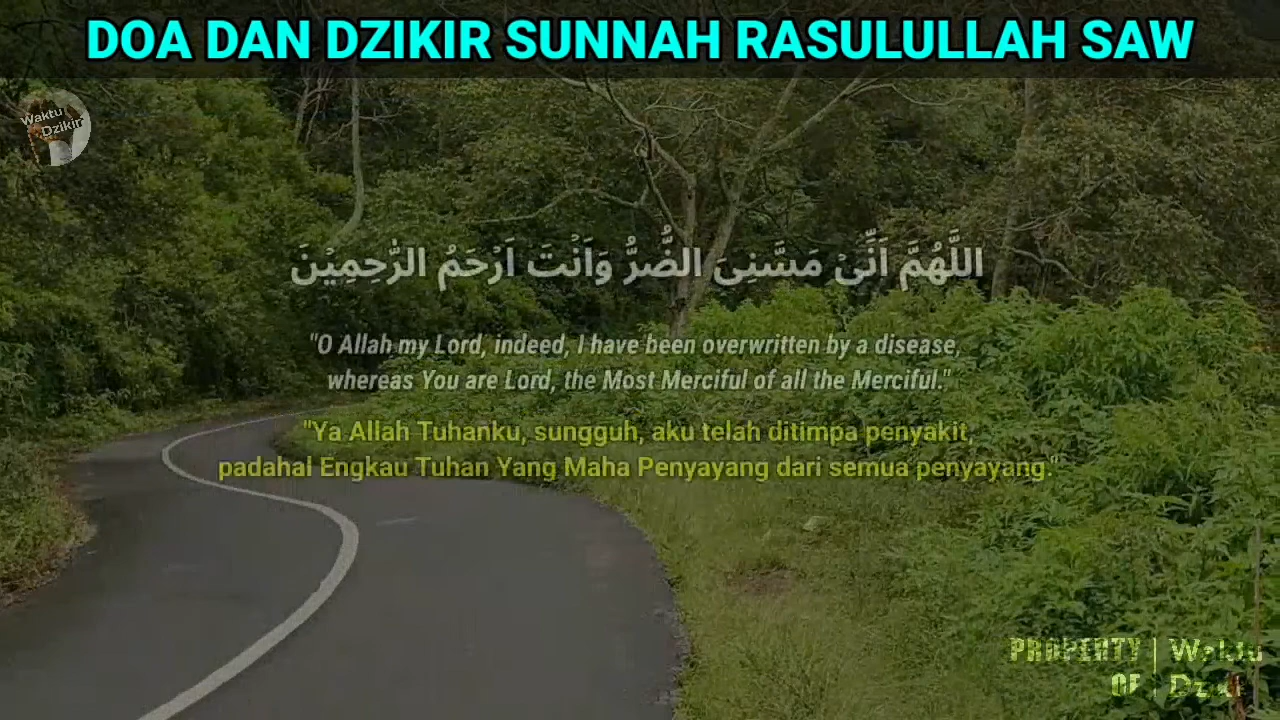 DOA DAN DZIKIR SUNNAH RASULULLAH SAW
Waktu
Dzikir
اللَّهُمَّ اَنِّيْ مَسَّنِيَ الضُّرُّ وَاَنْتَ اَرْحَمُ الرّٰحِمِيْنَ
"O Allah my Lord, indeed, I have been overwritten by a disease,
whereas You are Lord, the Most Merciful of all the Merciful."
"Ya Allah Tuhanku, sungguh, aku telah ditimpa penyakit,
padahal Engkau Tuhan Yang Maha Penyayang dari semua penyayang."
PROPERTY | Waktu
OF | Dzikir